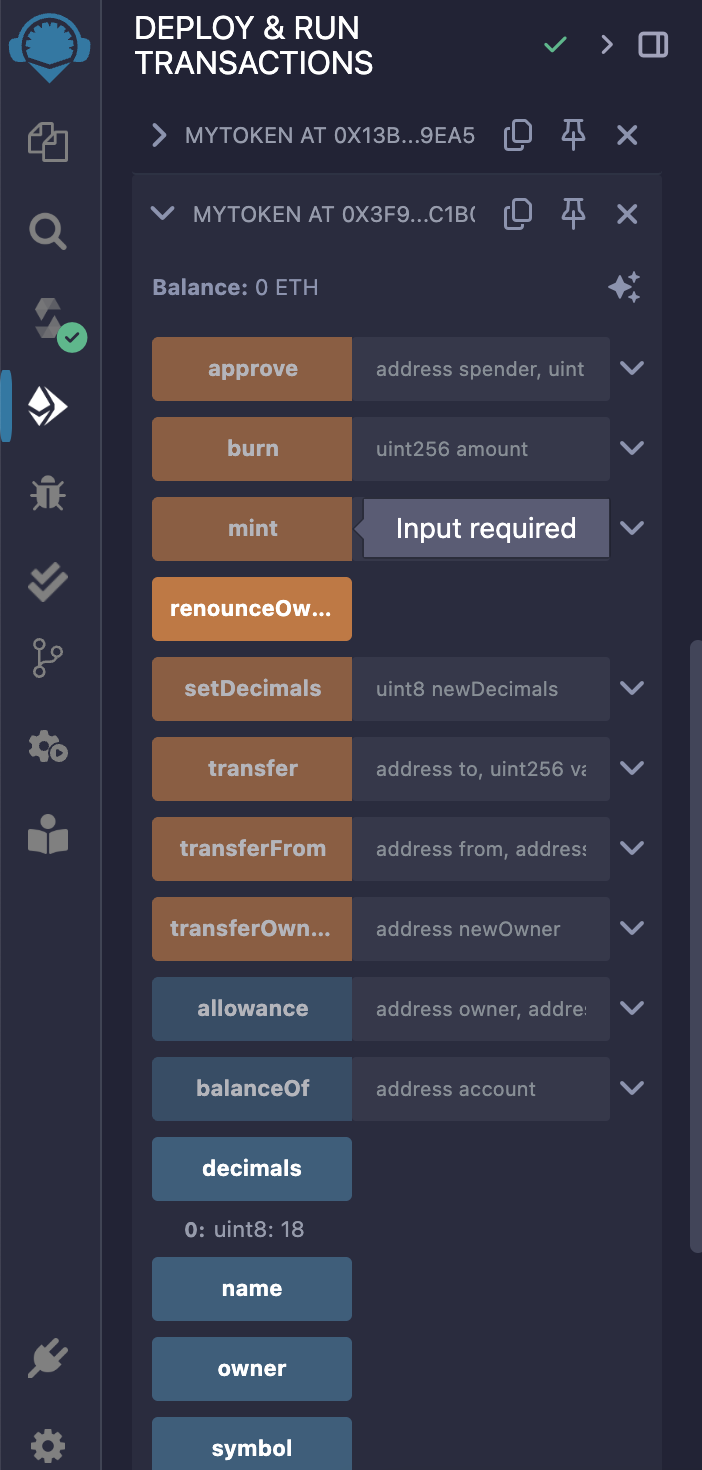 DEPLOY & RUN
TRANSACTIONS
MYTOKEN AT 0X13B...9EA5
MYTOKEN AT 0X3F9...C1B
Balance: 0 ETH
approve address spender, uint
burn uint256 amount
mint Input required
renounceOw...
setDecimals uint8 newDecimals
transfer address to, uint256 va
transferFrom address from, address
transferOwn... address newOwner
allowance address owner, addre
balanceOf address account
decimals
0: uint8: 18
name
owner
symbol